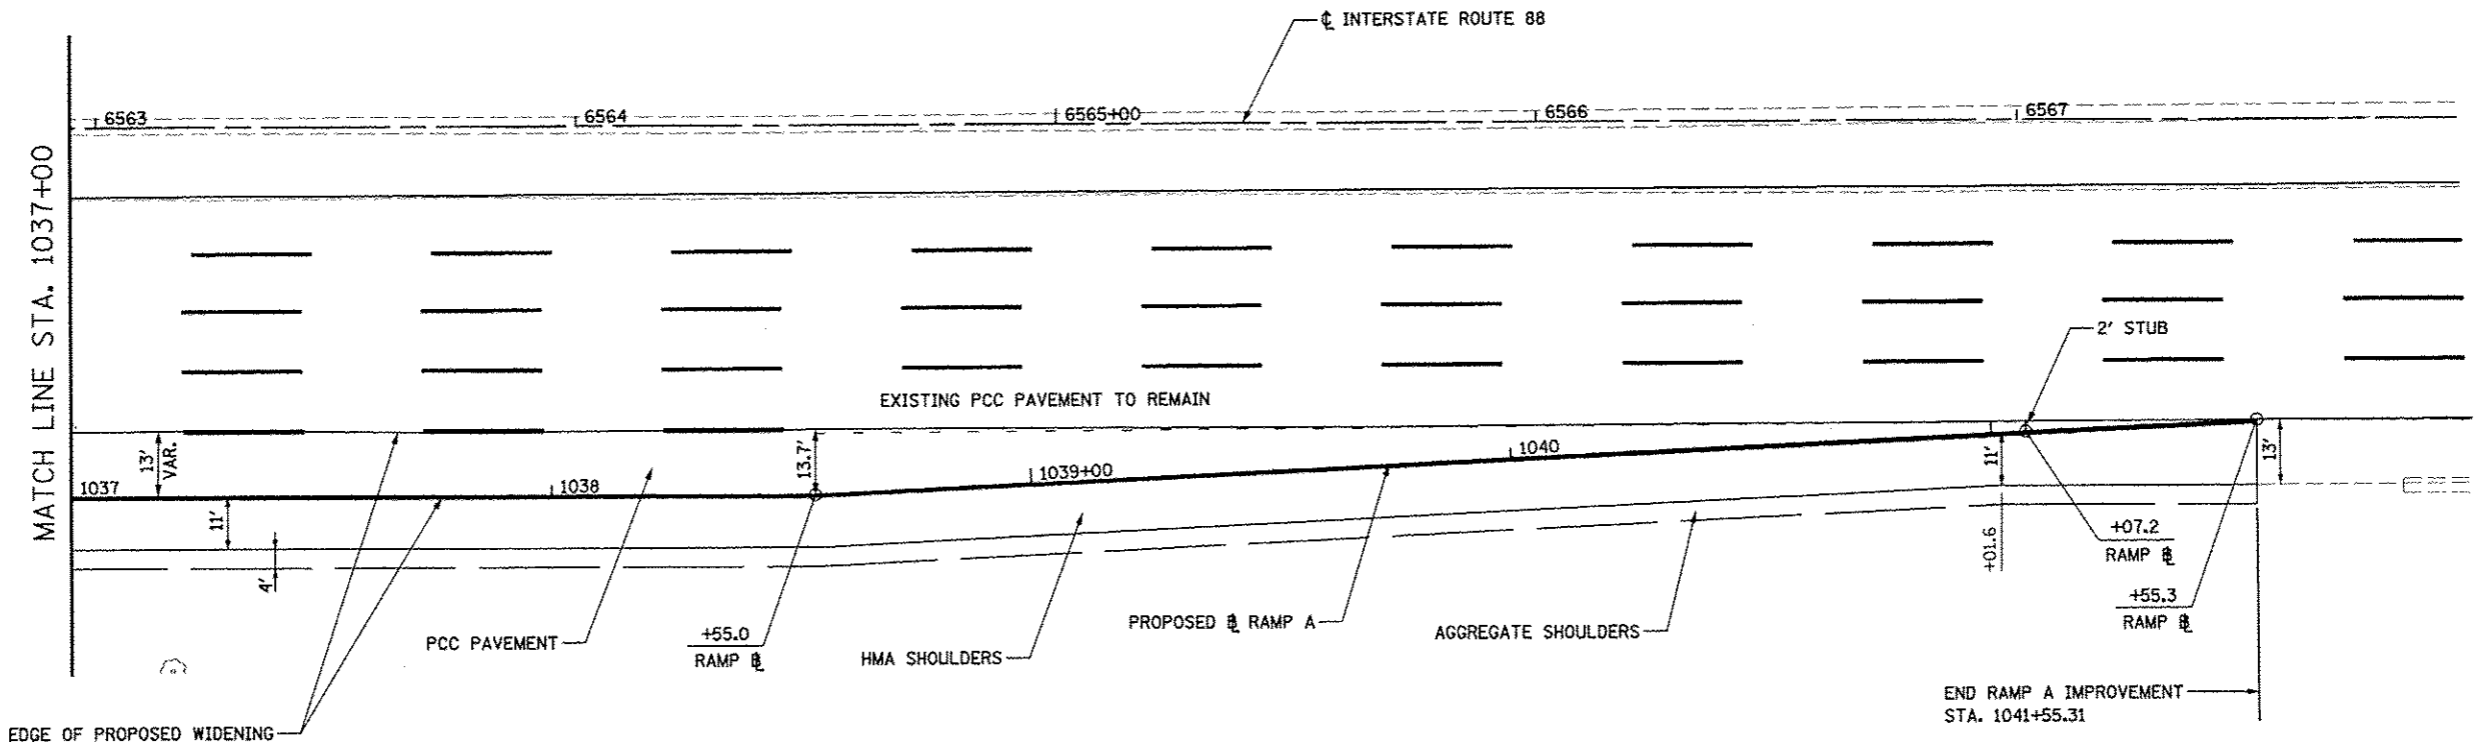 ℄ INTERSTATE ROUTE 88
6563
6564
6565+00
6566
6567
MATCH LINE STA. 1037+00
2' STUB
EXISTING PCC PAVEMENT TO REMAIN
13'
VAR.
13.7'
1037
1038
1039+00
1040
11'
13'
11'
4'
+01.6
+07.2
RAMP ℄
+55.3
RAMP ℄
PCC PAVEMENT
+55.0
RAMP ℄
HMA SHOULDERS
PROPOSED ℄ RAMP A
AGGREGATE SHOULDERS
END RAMP A IMPROVEMENT
STA. 1041+55.31
EDGE OF PROPOSED WIDENING